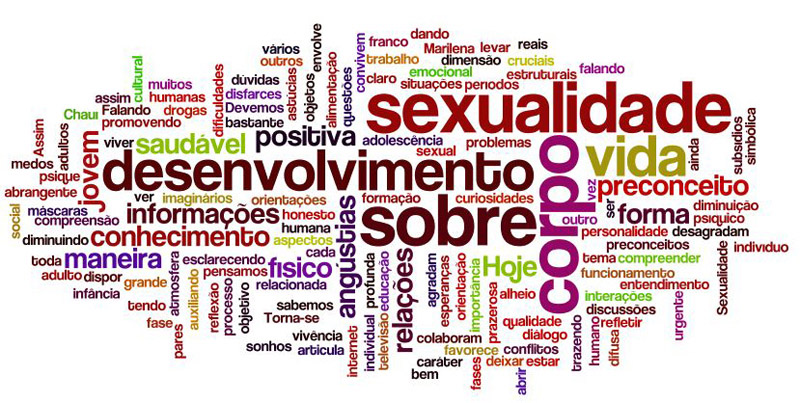 dando
franco
Marilena
levar
reais
vários
envolve
outros
convivem
trabalho
dimensão
cruciais
cultural
muitos
dificuldades
dúvidas
astúcias
objetos
alimentação
questões
claro
emocional
estruturais
falando
situações
períodos
disfarces
assim
humanas
Chaui
Falando
drogas
Devemos
promovendo
bastante
sexualidade
Assim
adultos
viver
saudável
positiva
adolescência
problemas
sexual
ainda
subsídios
simbólica
medos
psique
jovem
desenvolvimento
corpo
vida
abrangente
ver
imaginários
orientações
formação
curiosidades
vez
preconceito
social
máscaras
compreensão
informações
honesto
sobre
outro
ser
forma
diminuição
psíquico
diminuindo
conhecimento
aspectos
humana
angústias
personalidade
desagradam
cada
preconceitos
individuo
toda
maneira
atmosfera
esclarecendo
físico
profunda
educação
relações
agradam
esperanças
orientação
Hoje
tema
compreender
Sexualidade
adulto
dispor
pensamos
relacionada
importância
prazerosa
alheio
funcionamento
entendimento
infância
grande
auxiliando
reflexão
processo
objetivo
sabemos
interações
urgente
tendo
Torna-se
individual
televisão
qualidade
discussões
fase
pares
vivência
internet
colaboram
diálogo
trazendo
humano
refletir
difusa
sonhos
articula
favorece
conflitos
caráter
fases
deixar
estar
bem
abrir